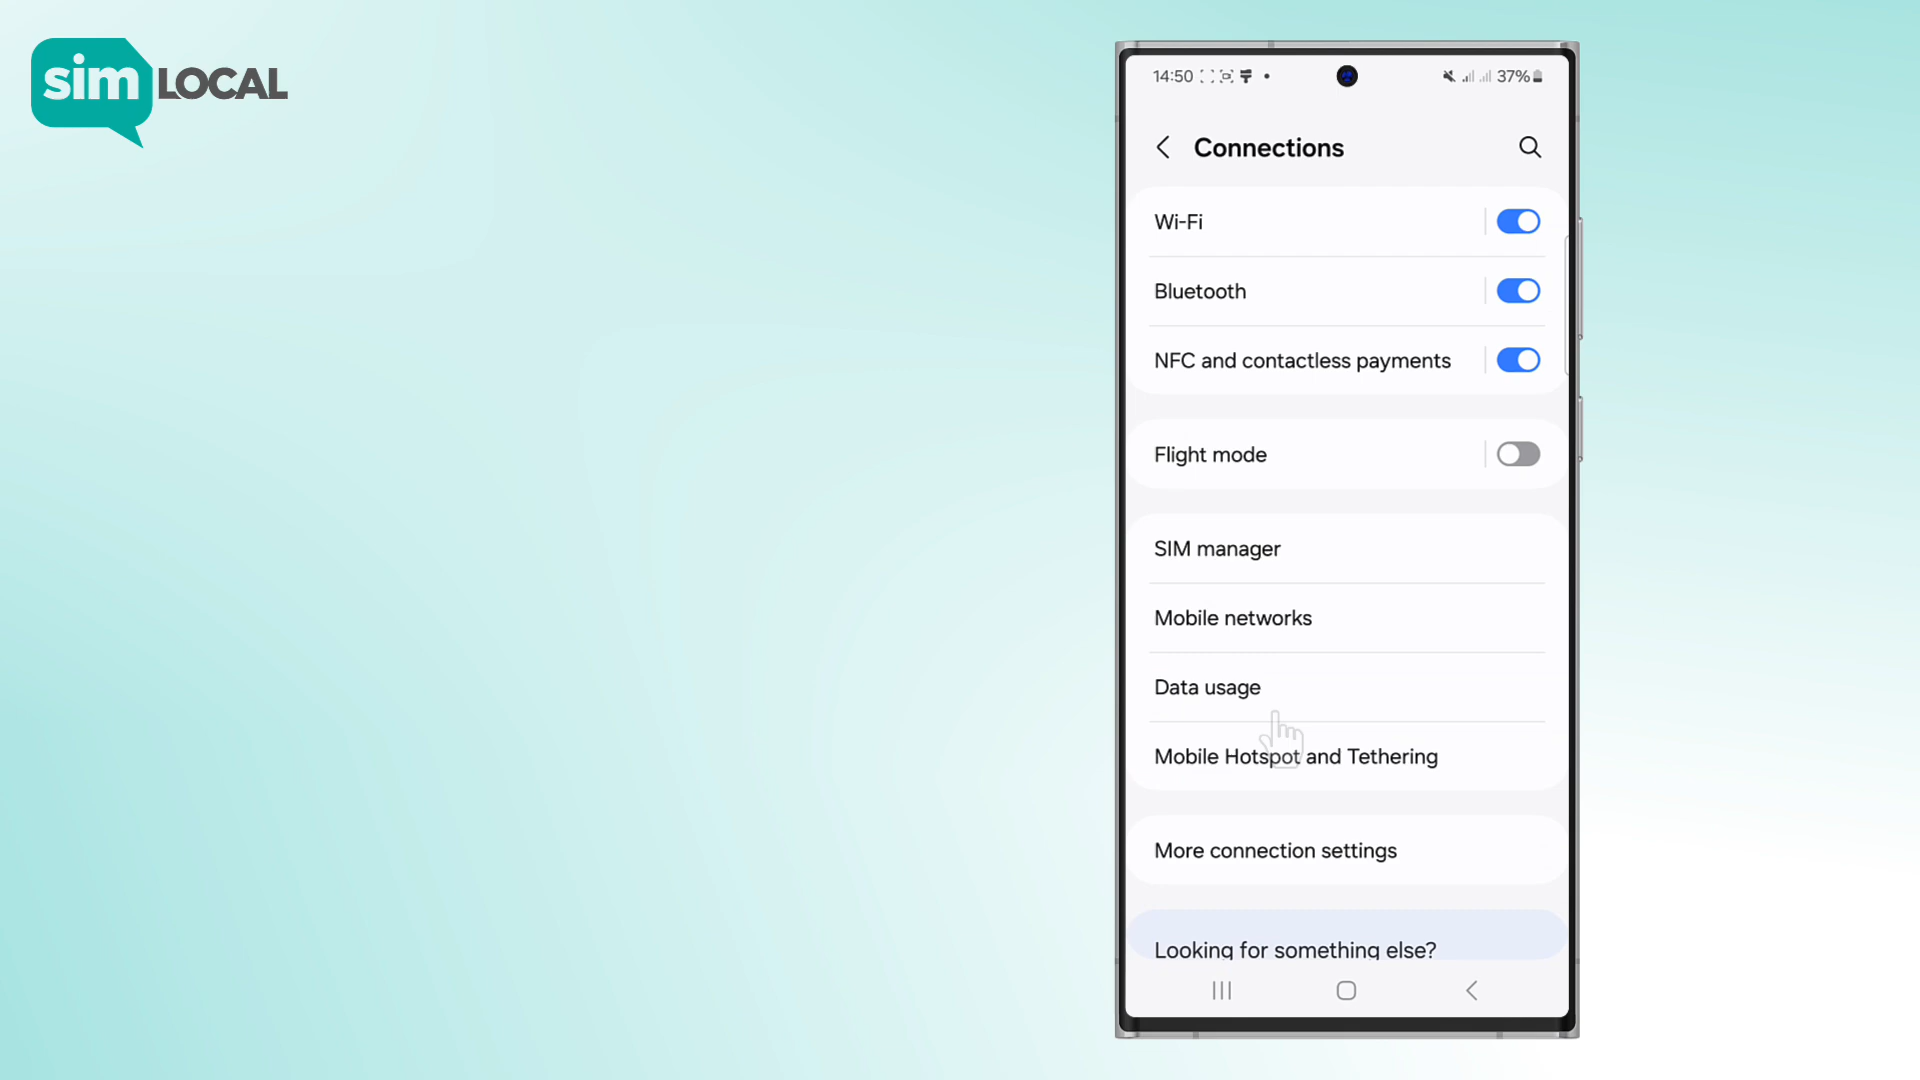 sim LOCAL
14:50
37%
Connections
Wi-Fi
Bluetooth
NFC and contactless payments
Flight mode
SIM manager
Mobile networks
Data usage
Mobile Hotspot and Tethering
More connection settings
Looking for something else?